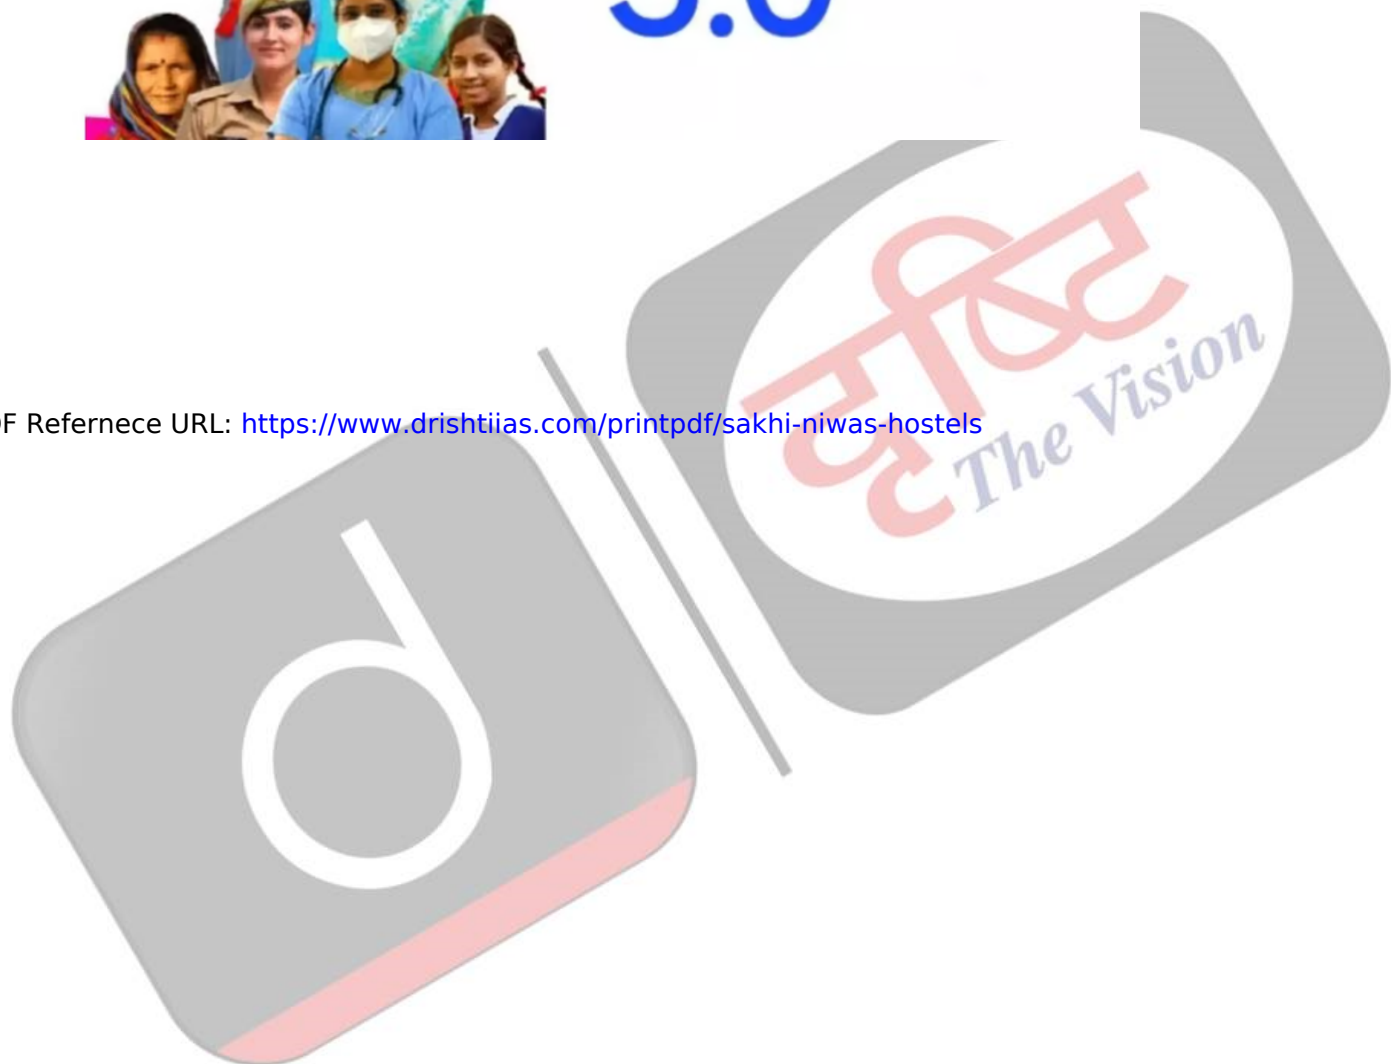 5.0
दृष्टि
The Vision
F Refernece URL: https://www.drishtiias.com/printpdf/sakhi-niwas-hostels
d